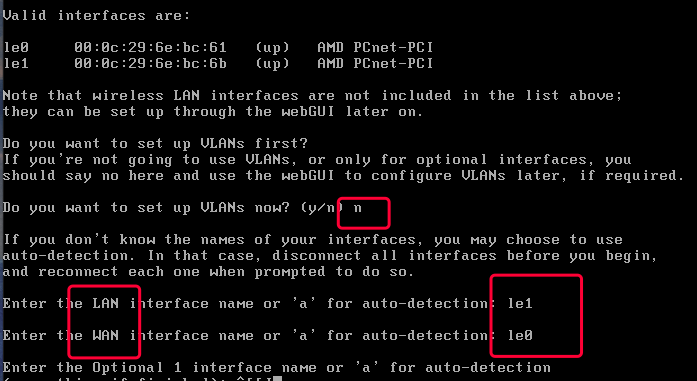 Valid interfaces are:
le0 00:0c:29:6e:bc:61 (up) AMD PCnet-PCI
le1 00:0c:29:6e:bc:6b (up) AMD PCnet-PCI
Note that wireless LAN interfaces are not included in the list above;
they can be set up through the webGUI later on.
Do you want to set up VLANs first?
If you're not going to use VLANs, or only for optional interfaces, you
should say no here and use the webGUI to configure VLANs later, if required.
Do you want to set up VLANs now? (y/n) n
If you don't know the names of your interfaces, you may choose to use
auto-detection. In that case, disconnect all interfaces before you begin,
and reconnect each one when prompted to do so.
Enter the LAN interface name or 'a' for auto-detection: le1
Enter the WAN interface name or 'a' for auto-detection: le0
Enter the Optional 1 interface name or 'a' for auto-detection